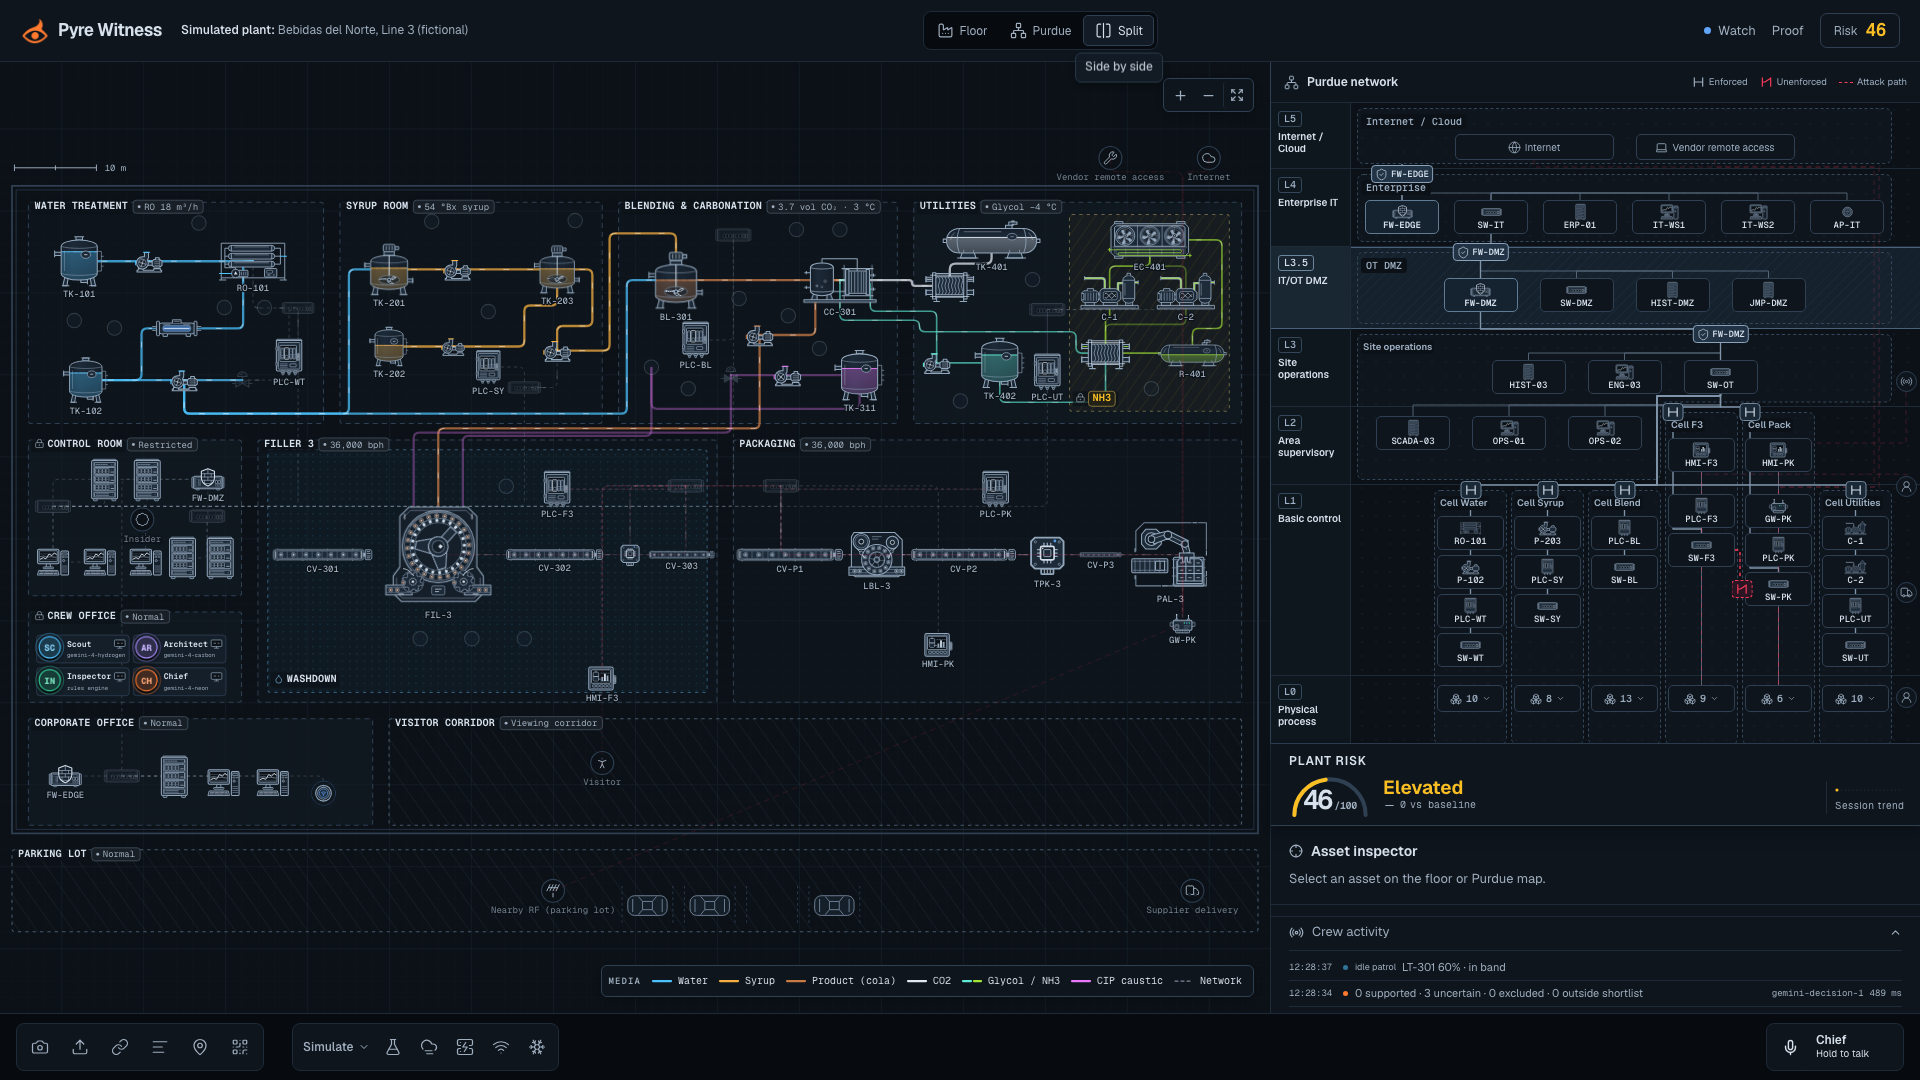 Pyre Witness
Simulated plant: Bebidas del Norte, Line 3 (fictional)
Floor
Purdue
Split
Watch
Proof
Risk 46
Side by side
10 m
Vendor remote access
Internet
WATER TREATMENT
RO 18 m³/h
SYRUP ROOM
54 °Bx syrup
BLENDING & CARBONATION
3.7 vol CO₂ · 3 °C
UTILITIES
Glycol −4 °C
TK-101
RO-101
TK-201
TK-203
BL-301
CC-301
TK-401
EC-401
C-1
C-2
TK-102
PLC-WT
TK-202
PLC-SY
PLC-BL
TK-311
TK-402
PLC-UT
R-401
NH3
CONTROL ROOM
Restricted
FILLER 3
36,000 bph
PACKAGING
36,000 bph
FW-DMZ
Insider
PLC-F3
PLC-PK
CV-301
CV-302
CV-303
CV-P1
LBL-3
CV-P2
TPK-3
CV-P3
PAL-3
FIL-3
GW-PK
HMI-PK
HMI-F3
WASHDOWN
CREW OFFICE
Normal
SC
Scout
gemini-4-hydrogen
AR
Architect
gemini-4-carbon
IN
Inspector
rules engine
CH
Chief
gemini-4-neon
CORPORATE OFFICE
Normal
FW-EDGE
VISITOR CORRIDOR
Viewing corridor
Visitor
PARKING LOT
Normal
Nearby RF (parking lot)
Supplier delivery
MEDIA
Water
Syrup
Product (cola)
CO2
Glycol / NH3
CIP caustic
Network
Purdue network
Enforced
Unenforced
Attack path
L5
Internet /
Cloud
Internet / Cloud
Internet
Vendor remote access
L4
Enterprise IT
FW-EDGE
Enterprise
FW-EDGE
SW-IT
ERP-01
IT-WS1
IT-WS2
AP-IT
L3.5
IT/OT DMZ
FW-DMZ
OT DMZ
FW-DMZ
SW-DMZ
HIST-DMZ
JMP-DMZ
L3
Site
operations
FW-DMZ
Site operations
HIST-03
ENG-03
SW-OT
L2
Area
supervisory
SCADA-03
OPS-01
OPS-02
Cell F3
HMI-F3
Cell Pack
HMI-PK
L1
Basic control
Cell Water
RO-101
P-102
PLC-WT
SW-WT
Cell Syrup
P-203
PLC-SY
SW-SY
Cell Blend
PLC-BL
SW-BL
PLC-F3
SW-F3
GW-PK
PLC-PK
SW-PK
Cell Utilities
C-1
C-2
PLC-UT
SW-UT
L0
Physical
process
10
8
13
9
6
10
PLANT RISK
46 /100
Elevated
— 0 vs baseline
Session trend
Asset inspector
Select an asset on the floor or Purdue map.
Crew activity
12:28:37 idle patrol LT-301 60% · in band
12:28:34 0 supported · 3 uncertain · 0 excluded · 0 outside shortlist gemini-decision-1 489 ms
Simulate
Chief
Hold to talk